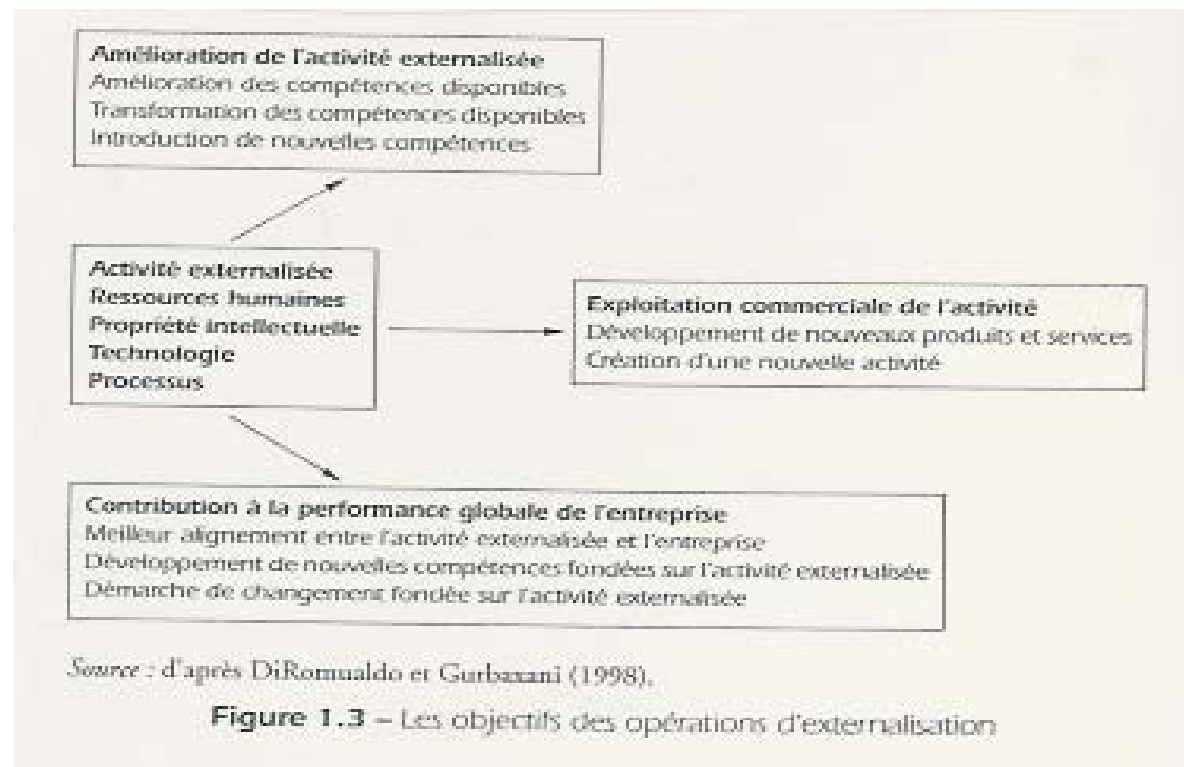 Amélioration de l'activité externalisée
Amélioration des compétences disponibles
Transformation des compétences disponibles
Introduction de nouvelles compétences
Activité externalisée
Ressources humaines
Propriété intellectuelle
Technologie
Processus
Exploitation commerciale de l'activité
Développement de nouveaux produits et services
Création d'une nouvelle activité
Contribution à la performance globale de l'entreprise
Meilleur alignement entre l'activité externalisée et l'entreprise
Développement de nouvelles compétences fondées sur l'activité externalisée
Démarche de changement fondée sur l'activité externalisée
Source : d'après DiRomualdo et Gurbaxani (1998).
Figure 1.3 – Les objectifs des opérations d'externalisation